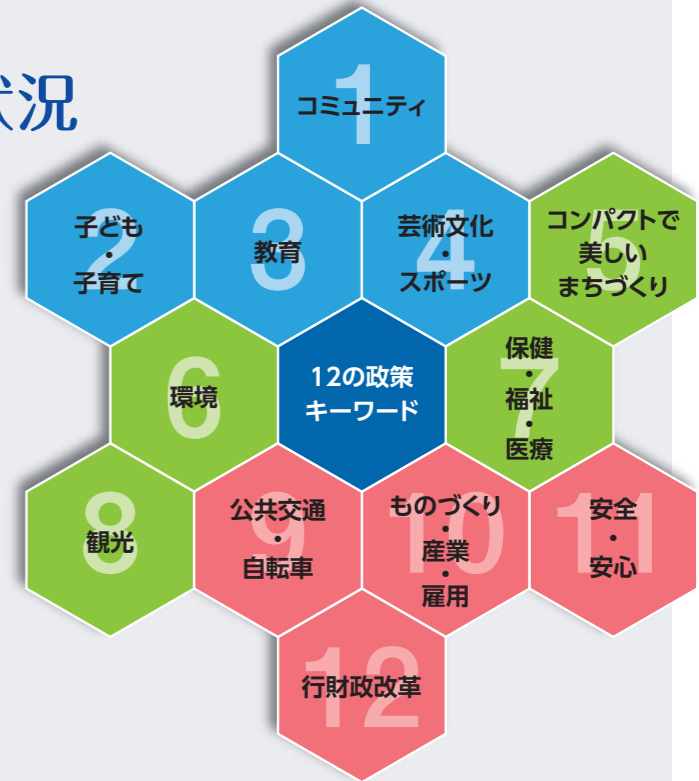 状況
1
コミュニティ
2
子ども
・
子育て
3
教育
4
芸術文化
・
スポーツ
5
コンパクトで
美しい
まちづくり
6
環境
12の政策
キーワード
7
保健
・
福祉
・
医療
8
観光
9
公共交通
・
自転車
10
ものづくり
・
産業
・
雇用
11
安全
・
安心
12
行財政改革